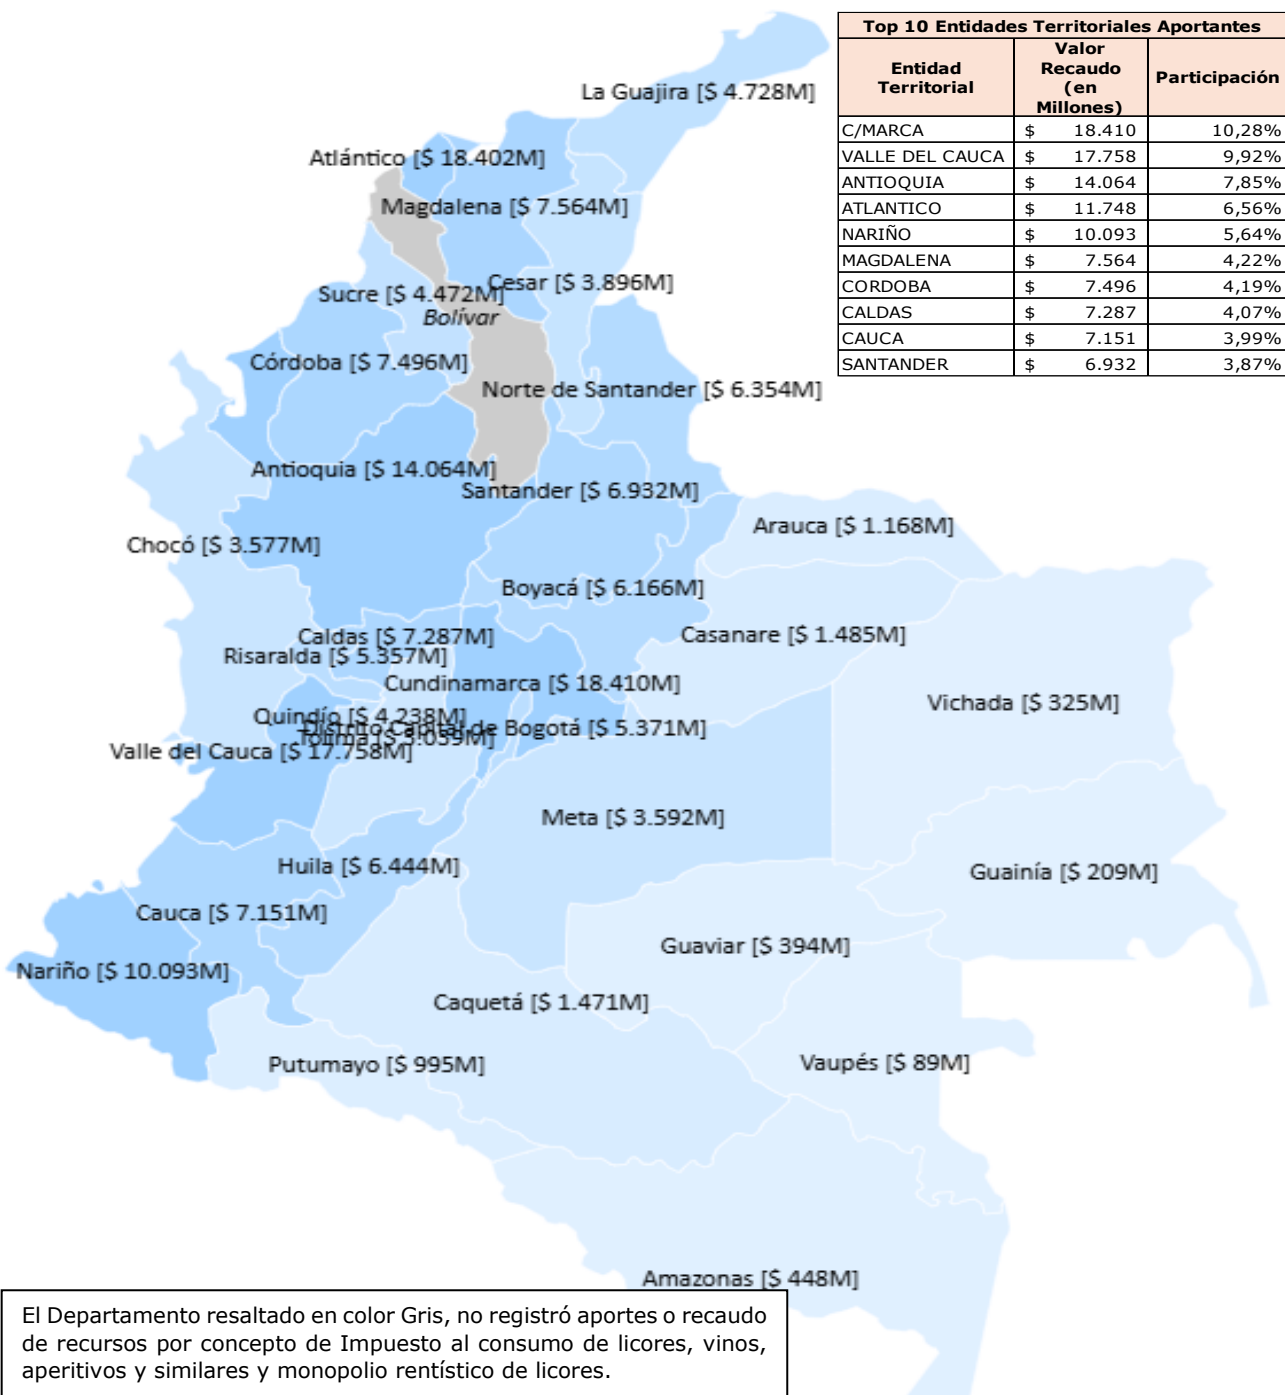 Top 10 Entidades Territoriales Aportantes
Entidad Territorial | Valor Recaudo (en Millones) | Participación
C/MARCA $ 18.410 10,28%
VALLE DEL CAUCA $ 17.758 9,92%
ANTIOQUIA $ 14.064 7,85%
ATLANTICO $ 11.748 6,56%
NARIÑO $ 10.093 5,64%
MAGDALENA $ 7.564 4,22%
CORDOBA $ 7.496 4,19%
CALDAS $ 7.287 4,07%
CAUCA $ 7.151 3,99%
SANTANDER $ 6.932 3,87%
La Guajira [$ 4.728M]
Atlántico [$ 18.402M]
Magdalena [$ 7.564M]
Cesar [$ 3.896M]
Sucre [$ 4.472M]
Bolívar
Córdoba [$ 7.496M]
Norte de Santander [$ 6.354M]
Antioquia [$ 14.064M]
Santander [$ 6.932M]
Arauca [$ 1.168M]
Chocó [$ 3.577M]
Boyacá [$ 6.166M]
Caldas [$ 7.287M]
Casanare [$ 1.485M]
Risaralda [$ 5.357M]
Cundinamarca [$ 18.410M]
Vichada [$ 325M]
Quindío [$ 4.238M]
Distrito Capital de Bogotá [$ 5.371M]
Tolima
Valle del Cauca [$ 17.758M]
Meta [$ 3.592M]
Huila [$ 6.444M]
Guainía [$ 209M]
Cauca [$ 7.151M]
Guaviar [$ 394M]
Nariño [$ 10.093M]
Caquetá [$ 1.471M]
Putumayo [$ 995M]
Vaupés [$ 89M]
Amazonas [$ 448M]
El Departamento resaltado en color Gris, no registró aportes o recaudo
de recursos por concepto de Impuesto al consumo de licores, vinos,
aperitivos y similares y monopolio rentístico de licores.